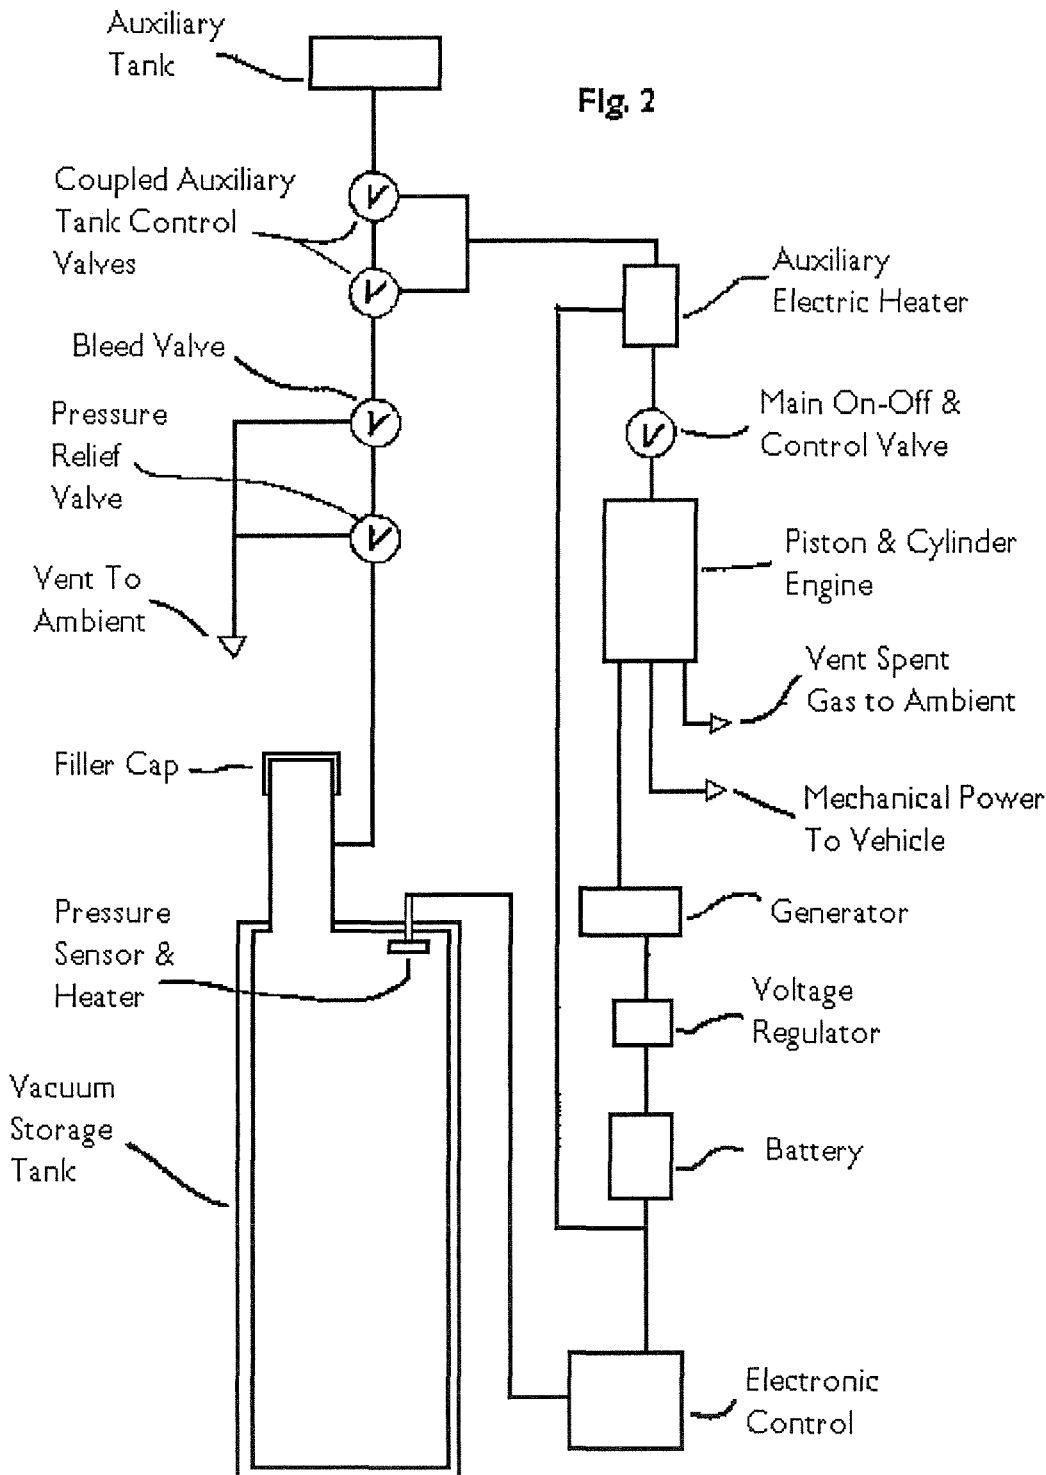 Auxiliary
Tank
FIg. 2
Coupled Auxiliary
Tank Control
Valves
Auxiliary
Electric Heater
Bleed Valve
Main On-Off &
Control Valve
Pressure
Relief
Valve
Piston & Cylinder
Engine
Vent To
Ambient
Vent Spent
Gas to Ambient
Filler Cap
Mechanical Power
To Vehicle
Pressure
Sensor &
Heater
Generator
Voltage
Regulator
Vacuum
Storage
Tank
Battery
Electronic
Control